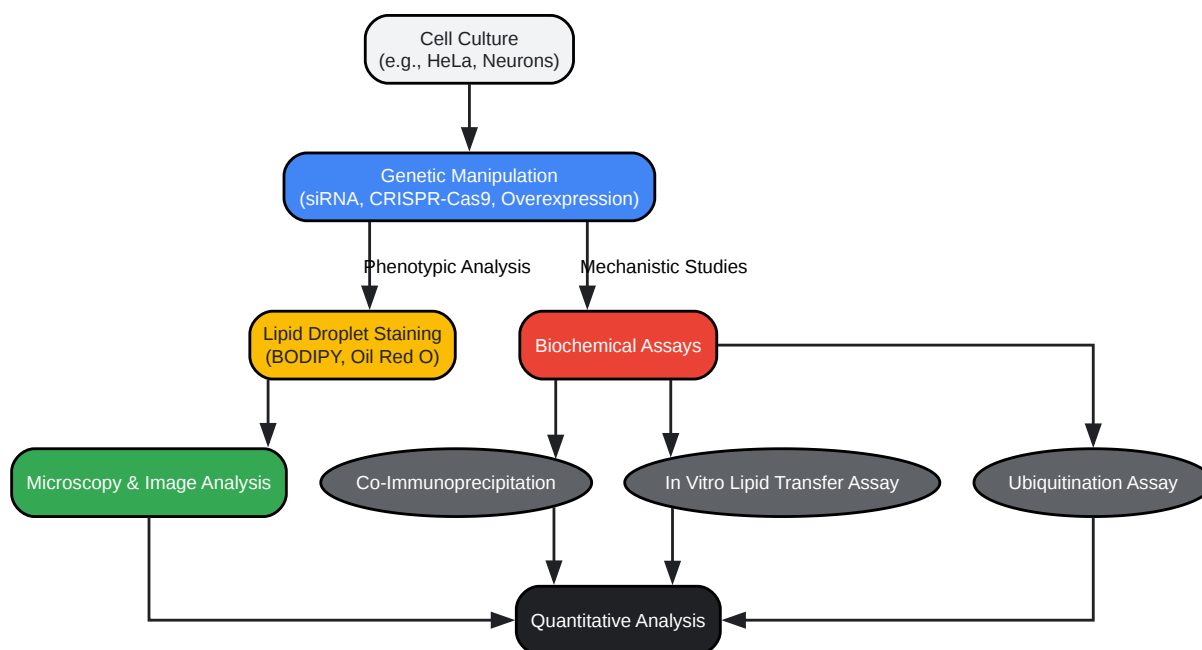 Cell Culture
(e.g., HeLa, Neurons)
Genetic Manipulation
(siRNA, CRISPR-Cas9, Overexpression)
Phenotypic Analysis
Mechanistic Studies
Lipid Droplet Staining
(BODIPY, Oil Red O)
Biochemical Assays
Microscopy & Image Analysis
Co-Immunoprecipitation
In Vitro Lipid Transfer Assay
Ubiquitination Assay
Quantitative Analysis